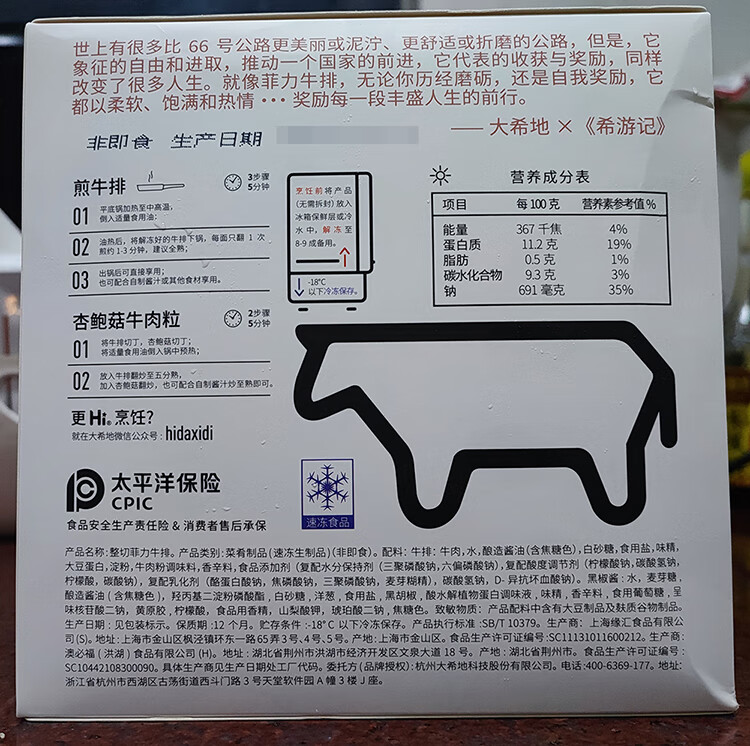 世上有很多比 66 号公路更美丽或泥泞、更舒适或折磨的公路，但是，它
象征的自由和进取，推动一个国家的前进，它代表的收获与奖励，同样
改变了很多人生。就像菲力牛排，无论你历经磨砺，还是自我奖励，它
都以柔软、饱满和热情 ••• 奖励每一段丰盛人生的前行。
—— 大希地 × 《希游记》
非即食 生产日期
煎牛排
3步骤
5分钟
01 平底锅加热至中高温，
倒入适量食用油；
02 油热后，将解冻好的牛排下锅，每面只翻 1 次
煎约 1-3 分钟，建议全熟；
03 出锅后可直接享用；
也可配合自制酱汁或其他食材享用。
杏鲍菇牛肉粒
2步骤
5分钟
01 将牛排切丁，杏鲍菇切丁；
将适量食用油倒入锅中预热；
02 放入牛排翻炒至五分熟，
加入杏鲍菇翻炒，也可配合自制酱汁炒至熟即可。
更Hi。烹饪?
就在大希地微信公众号：hidaxidi
烹饪前将产品
(无需拆封)放入
冰箱保鲜层或冷
水中，解冻至
8-9 成备用。
-18°C
以下冷冻保存。
营养成分表
项目 每 100 克 营养素参考值 %
能量 367 千焦 4%
蛋白质 11.2 克 19%
脂肪 0.5 克 1%
碳水化合物 9.3 克 3%
钠 691 毫克 35%
太平洋保险
CPIC
食品安全生产责任险 & 消费者售后承保
速冻食品
产品名称：整切菲力牛排。产品类别：菜肴制品(速冻生制品)(非即食)。配料：牛排：牛肉，水，酿造酱油(含焦糖色)，白砂糖，食用盐，味精，
大豆蛋白，淀粉，牛肉粉调味料，香辛料，食品添加剂（复配水分保持剂（三聚磷酸钠，六偏磷酸钠），复配酸度调节剂（柠檬酸钠，碳酸氢钠，
柠檬酸，碳酸钠），复配乳化剂（酪蛋白酸钠，焦磷酸钠，三聚磷酸钠，麦芽糊精），碳酸氢钠，D- 异抗坏血酸钠）。黑椒酱：水，麦芽糖，
酿造酱油（含焦糖色），羟丙基二淀粉磷酸酯，白砂糖，洋葱，食用盐，黑胡椒，酸水解植物蛋白调味液，味精，香辛料，食用葡萄糖，呈
味核苷酸二钠，黄原胶，柠檬酸，食品用香精，山梨酸钾，琥珀酸二钠，焦糖色。致敏物质：产品配料中含有大豆制品及麸质谷物制品。
生产日期：见包装标示。保质期：12 个月。贮存条件：-18°C 以下冷冻保存。产品执行标准：SB/T 10379。生产商：上海缘汇食品有限公
司(S)。地址：上海市金山区枫泾镇环东一路65弄3号、4号、5号。产地：上海市金山区。食品生产许可证编号：SC11131011600212。生产商：
澳必福（洪湖）食品有限公司 (H)。地址：湖北省荆州市洪湖市经济开发区文泉大道 18 号。产地：湖北省荆州市。食品生产许可证编号：
SC10442108300090。具体生产商见生产日期处工厂代码。委托方(品牌授权)：杭州大希地科技股份有限公司。电话：400-6369-177。地址：
浙江省杭州市西湖区古荡街道西斗门路 3 号天堂软件园 A 幢 3 楼 J 座。